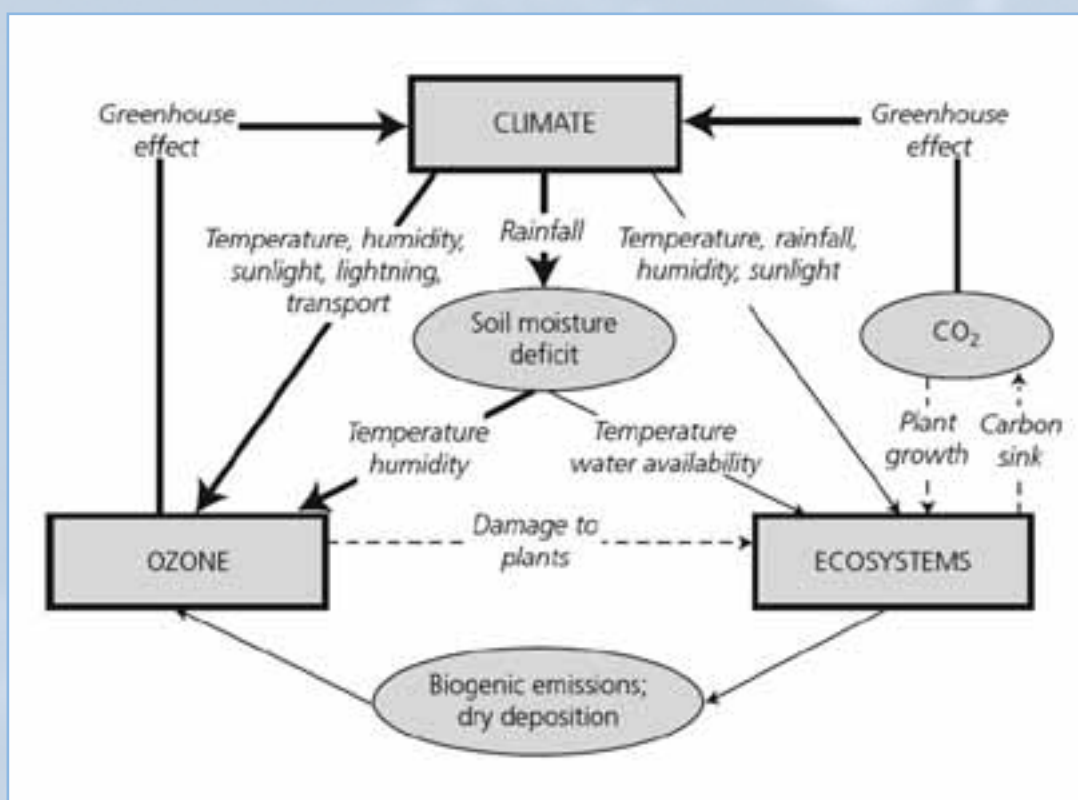 Greenhouse
effect
CLIMATE
Greenhouse
effect
Temperature, humidity,
sunlight, lightning,
transport
Rainfall
Temperature, rainfall,
humidity, sunlight
Soil moisture
deficit
CO₂
Temperature
humidity
Temperature
water availability
Plant
growth
Carbon
sink
OZONE
Damage to
plants
ECOSYSTEMS
Biogenic emissions;
dry deposition